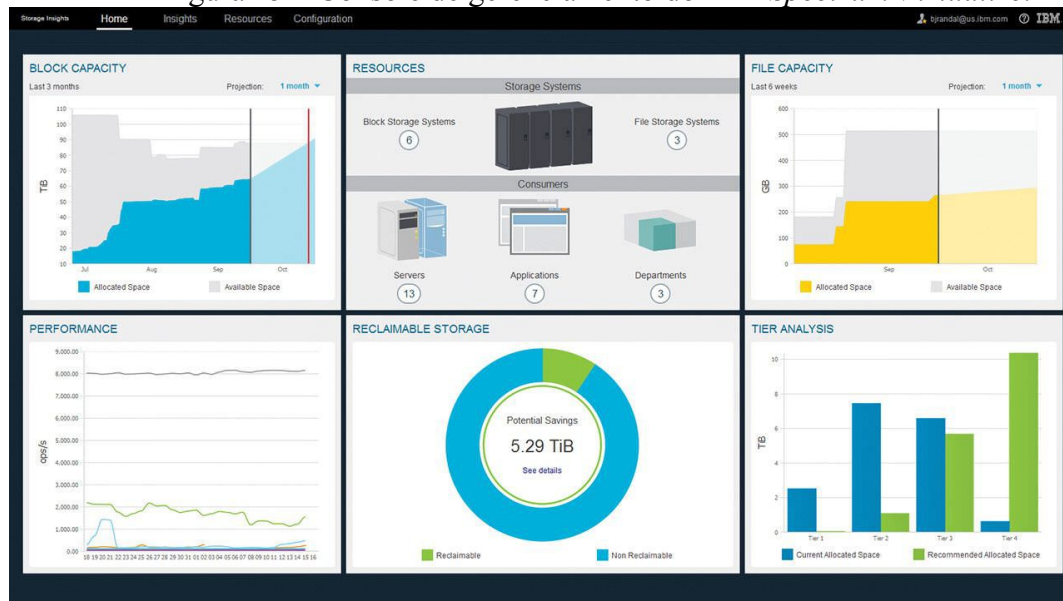 Storage Insights Home Insights Resources Configuration bjrandal@us.ibm.com IBM
BLOCK CAPACITY
Last 3 months Projection: 1 month
110
100
90
80
70
60
50
40
30
20
10
TiB
Jul Aug Sep Oct
Allocated Space Available Space
RESOURCES
Storage Systems
Block Storage Systems File Storage Systems
6 3
Consumers
Servers Applications Departments
13 7 3
FILE CAPACITY
Last 6 weeks Projection: 1 month
600
500
400
300
200
100
0
GiB
Sep Oct
Allocated Space Available Space
PERFORMANCE
9,000.00
8,000.00
7,000.00
6,000.00
5,000.00
4,000.00
3,000.00
2,000.00
1,000.00
0.00
ops/s
18 19 20 21 22 23 24 25 26 27 28 29 30 31 01 02 03 04 05 06 07 08 09 10 11 12 13 14 15 16
RECLAIMABLE STORAGE
Potential Savings
5.29 TiB
See details
Reclaimable Non Reclaimable
TIER ANALYSIS
10
8
6
4
2
0
TiB
Tier 1 Tier 2 Tier 3 Tier 4
Current Allocated Space Recommended Allocated Space